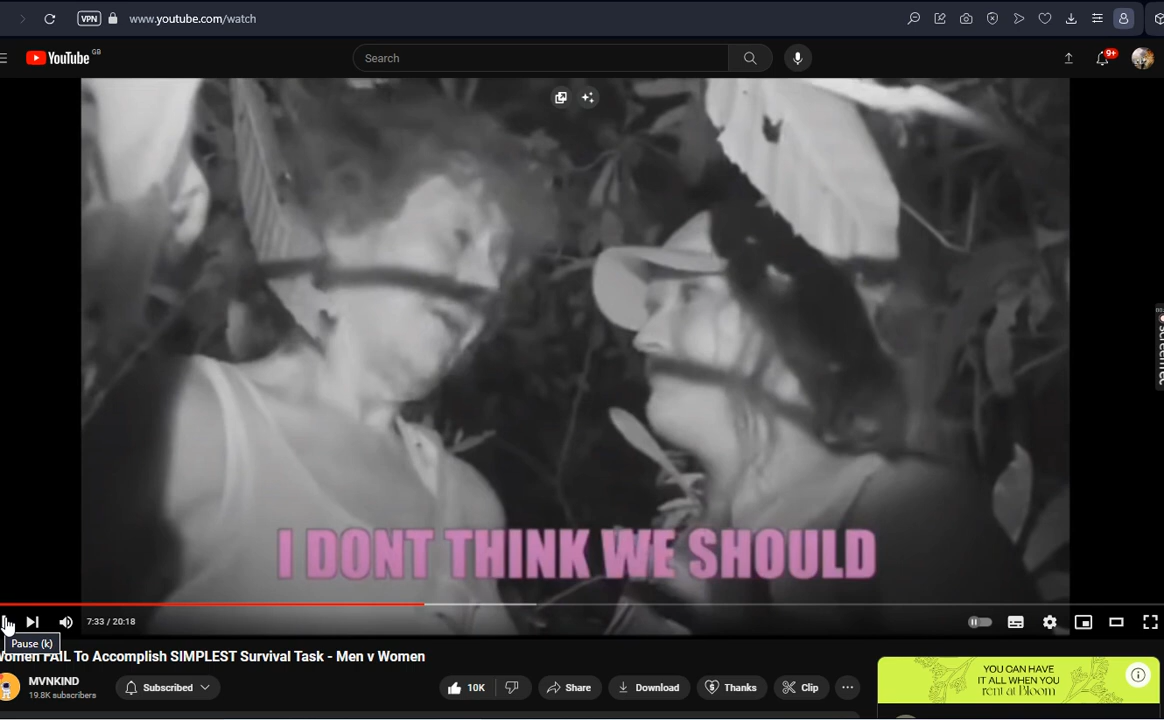 VPN
www.youtube.com/watch
YouTube GB
Search
9+
I DONT THINK WE SHOULD
7:33 / 20:18
Pause (k)
Women FAIL To Accomplish SIMPLEST Survival Task - Men v Women
MVNKIND
19.8K subscribers
Subscribed
10K
Share
Download
Thanks
Clip
YOU CAN HAVE
IT ALL WHEN YOU
rent at Bloom